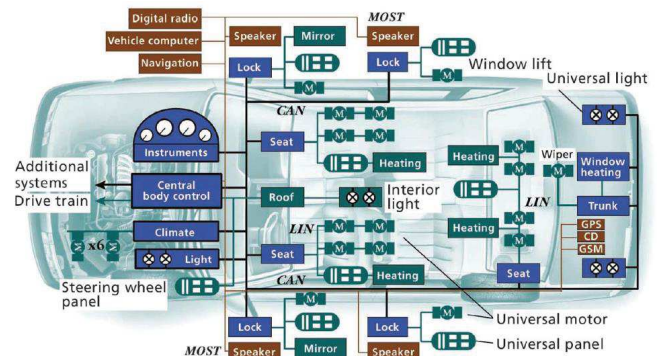 Digital radio
MOST
Vehicle computer
Speaker
Mirror
Speaker
Navigation
Lock
Lock
M
M
Window lift
Universal light
CAN
Instruments
Seat
M
M
M
M
Heating
Heating
M
M
Wiper
M
Window
heating
Additional
systems
Drive train
Central
body control
Roof
Interior
light
LIN
Trunk
Climate
LIN
M
M
M
M
Heating
M
M
GPS
CD
GSM
M
x6
M
Light
Seat
Heating
Seat
Steering wheel
panel
CAN
Lock
Lock
M
M
Universal motor
MOST
Speaker
Mirror
Speaker
Universal panel